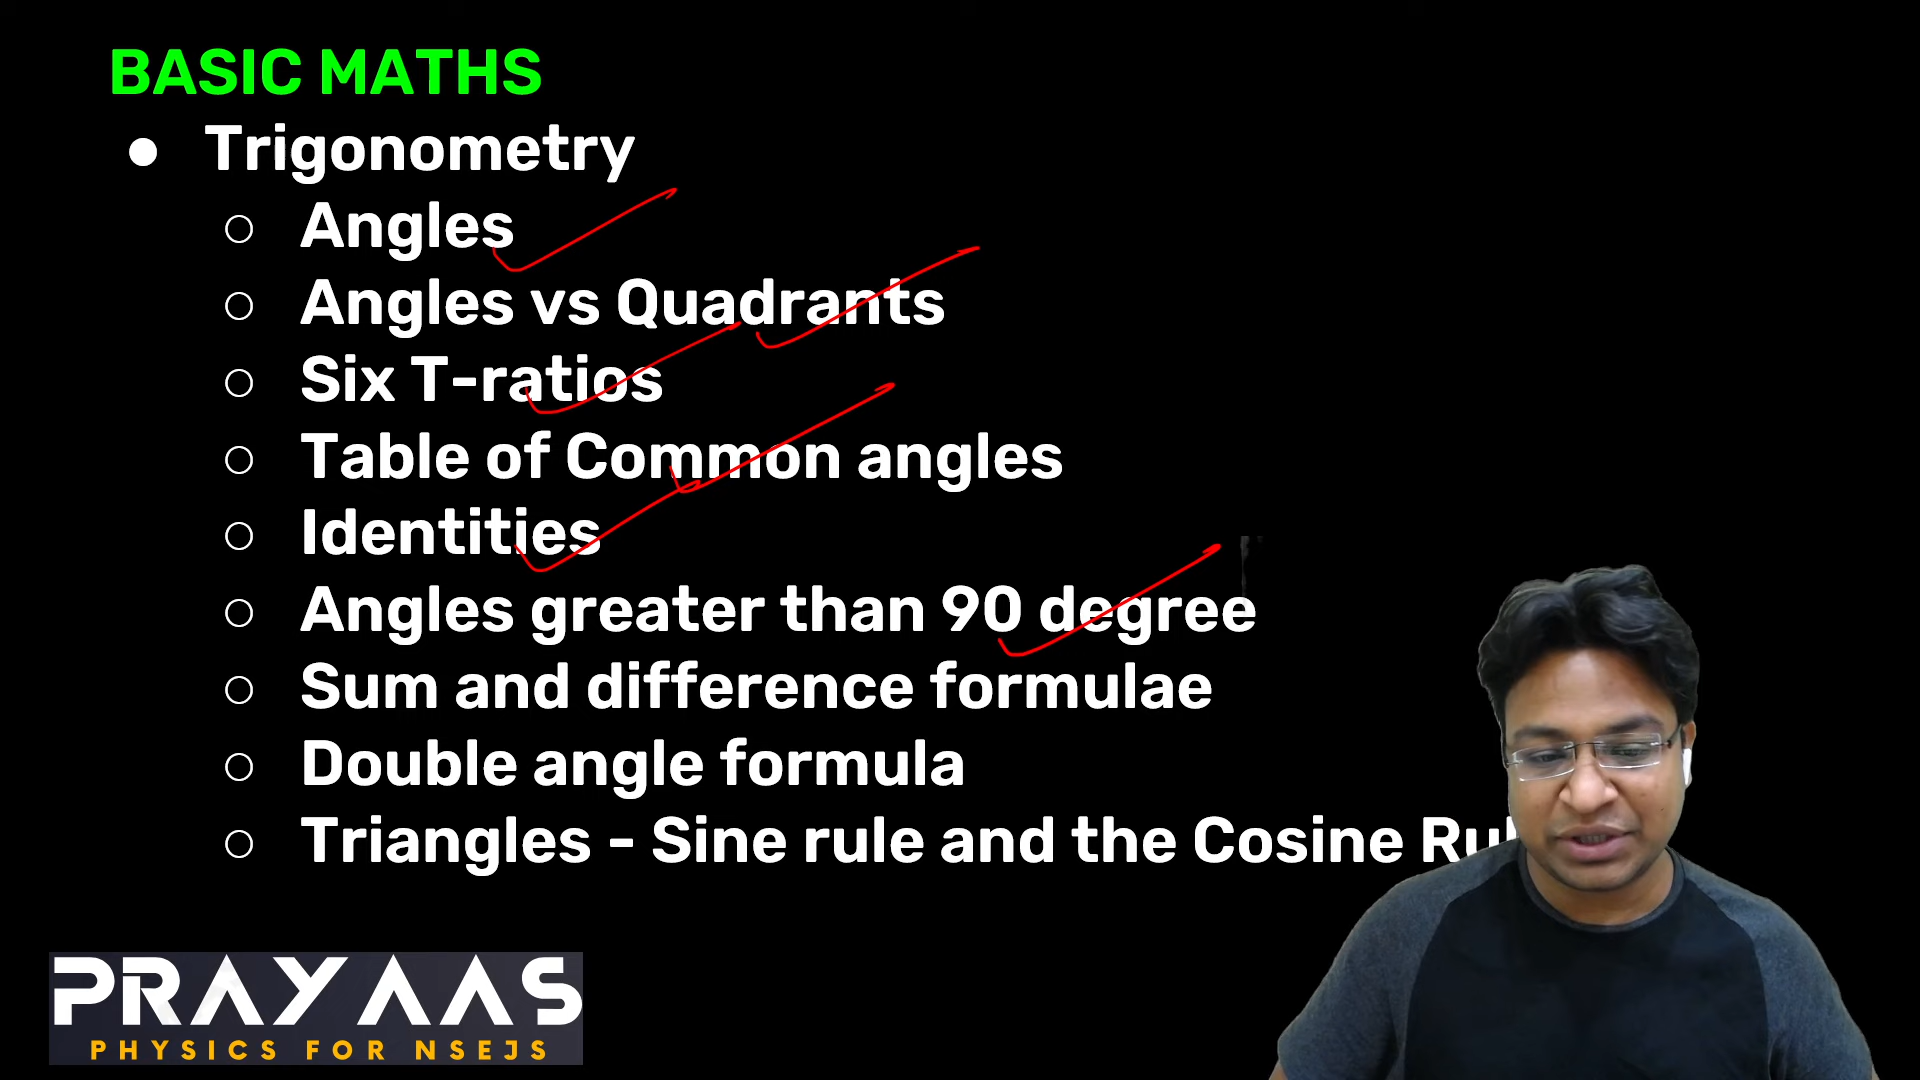 BASIC MATHS
● Trigonometry
○ Angles
○ Angles vs Quadrants
○ Six T-ratios
○ Table of Common angles
○ Identities
○ Angles greater than 90 degree
○ Sum and difference formulae
○ Double angle formula
○ Triangles - Sine rule and the Cosine
PRAYAAS
PHYSICS FOR NSEJS